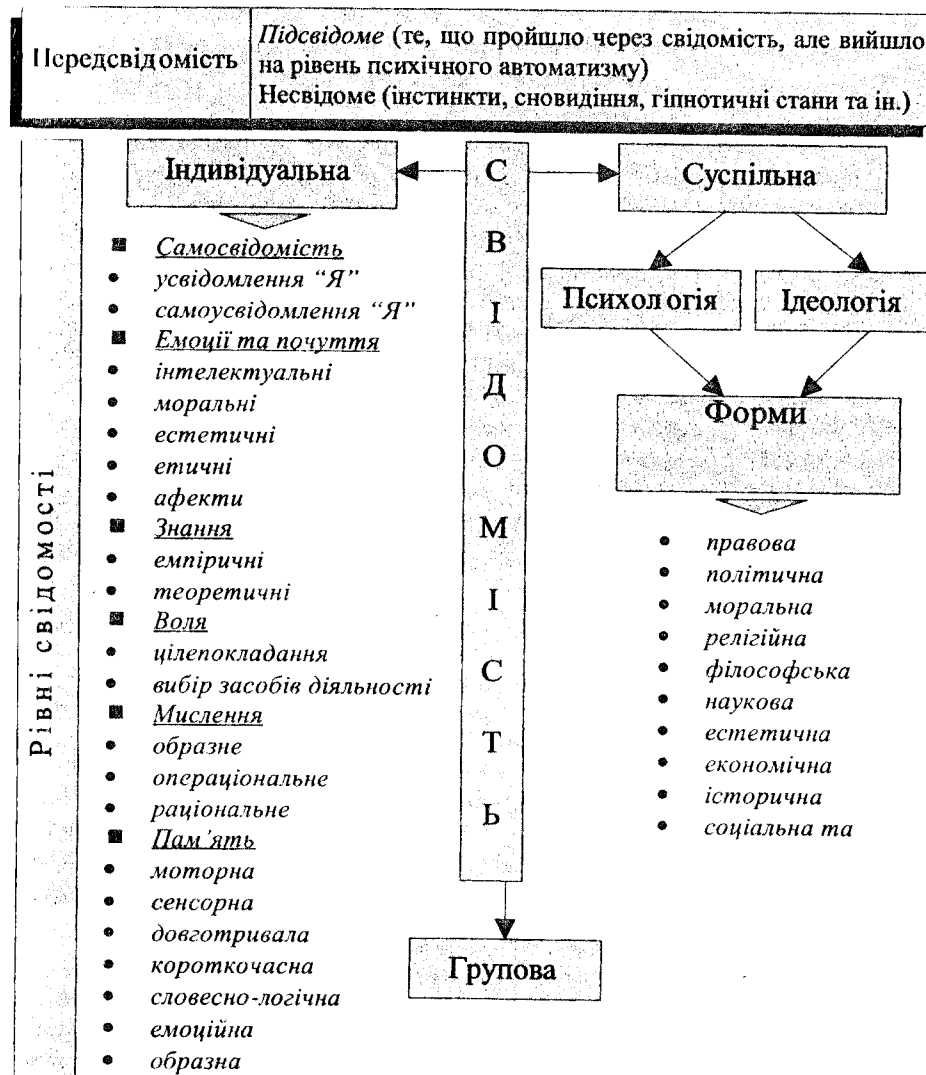 Передсвідомість
Підсвідоме (те, що пройшло через свідомість, але вийшло
на рівень психічного автоматизму)
Несвідоме (інстинкти, сновидіння, гіпнотичні стани та ін.)
Рівні свідомості
Індивідуальна
■ Самосвідомість
• усвідомлення “Я”
• самоусвідомлення “Я”
■ Емоції та почуття
• інтелектуальні
• моральні
• естетичні
• етичні
• афекти
■ Знання
• емпіричні
• теоретичні
■ Воля
• цілепокладання
• вибір засобів діяльності
■ Мислення
• образне
• операціональне
• раціональне
■ Пам’ять
• моторна
• сенсорна
• довготривала
• короткочасна
• словесно-логічна
• емоційна
• образна
С
В
І
Д
О
М
І
С
Т
Ь
Групова
Суспільна
Психологія
Ідеологія
Форми
• правова
• політична
• моральна
• релігійна
• філософська
• наукова
• естетична
• економічна
• історична
• соціальна та